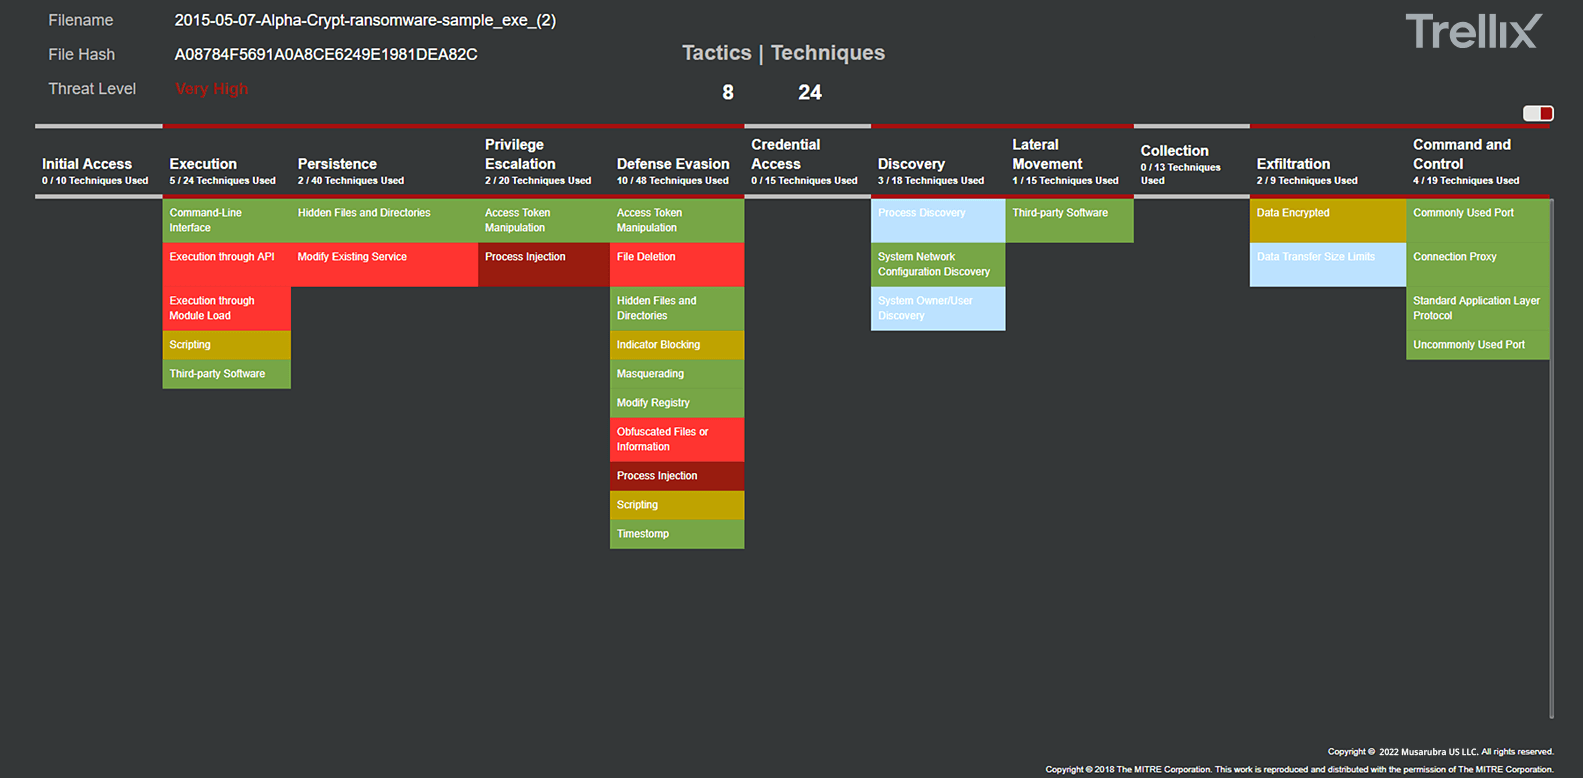 Filename 2015-05-07-Alpha-Crypt-ransomware-sample_exe_(2)
File Hash A08784F5691A0A8CE6249E1981DEA82C
Threat Level Very High
Tactics | Techniques
8 24
Trellix
Initial Access
0 / 10 Techniques Used
Execution
5 / 24 Techniques Used
Persistence
2 / 40 Techniques Used
Privilege
Escalation
2 / 20 Techniques Used
Defense Evasion
10 / 48 Techniques Used
Credential
Access
0 / 15 Techniques Used
Discovery
3 / 18 Techniques Used
Lateral
Movement
1 / 15 Techniques Used
Collection
0 / 13 Techniques
Used
Exfiltration
2 / 9 Techniques Used
Command and
Control
4 / 19 Techniques Used
Command-Line
Interface
Execution through API
Execution through
Module Load
Scripting
Third-party Software
Hidden Files and Directories
Modify Existing Service
Access Token
Manipulation
Process Injection
Access Token
Manipulation
File Deletion
Hidden Files and
Directories
Indicator Blocking
Masquerading
Modify Registry
Obfuscated Files or
Information
Process Injection
Scripting
Timestomp
Process Discovery
System Network
Configuration Discovery
System Owner/User
Discovery
Third-party Software
Data Encrypted
Data Transfer Size Limits
Commonly Used Port
Connection Proxy
Standard Application Layer
Protocol
Uncommonly Used Port
Copyright © 2022 Musarubra US LLC. All rights reserved.
Copyright © 2018 The MITRE Corporation. This work is reproduced and distributed with the permission of The MITRE Corporation.